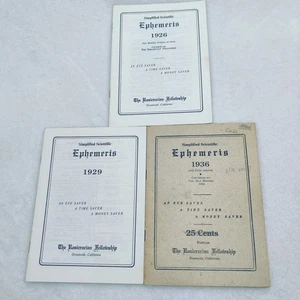 Simplified Scientific
Ephemeris
1926
AN EYE SAVER
A TIME SAVER
A MONEY SAVER
The Rosicrucian Fellowship
Oceanside, California
Simplified Scientific
Ephemeris
1929
AN EYE SAVER
A TIME SAVER
A MONEY SAVER
The Rosicrucian Fellowship
Oceanside, California
Simplified Scientific
Ephemeris
1936
AN EYE SAVER
A TIME SAVER
A MONEY SAVER
25 Cents
The Rosicrucian Fellowship
Oceanside, California